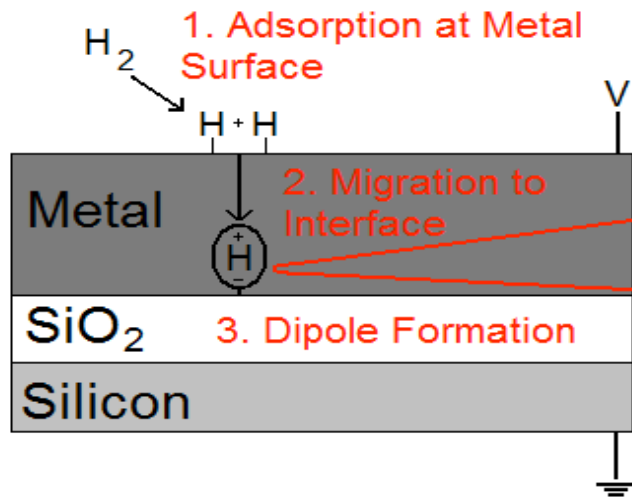 1. Adsorption at Metal
Surface
H2
H + H
V
Metal
2. Migration to
Interface
+
H
−
SiO2
3. Dipole Formation
Silicon